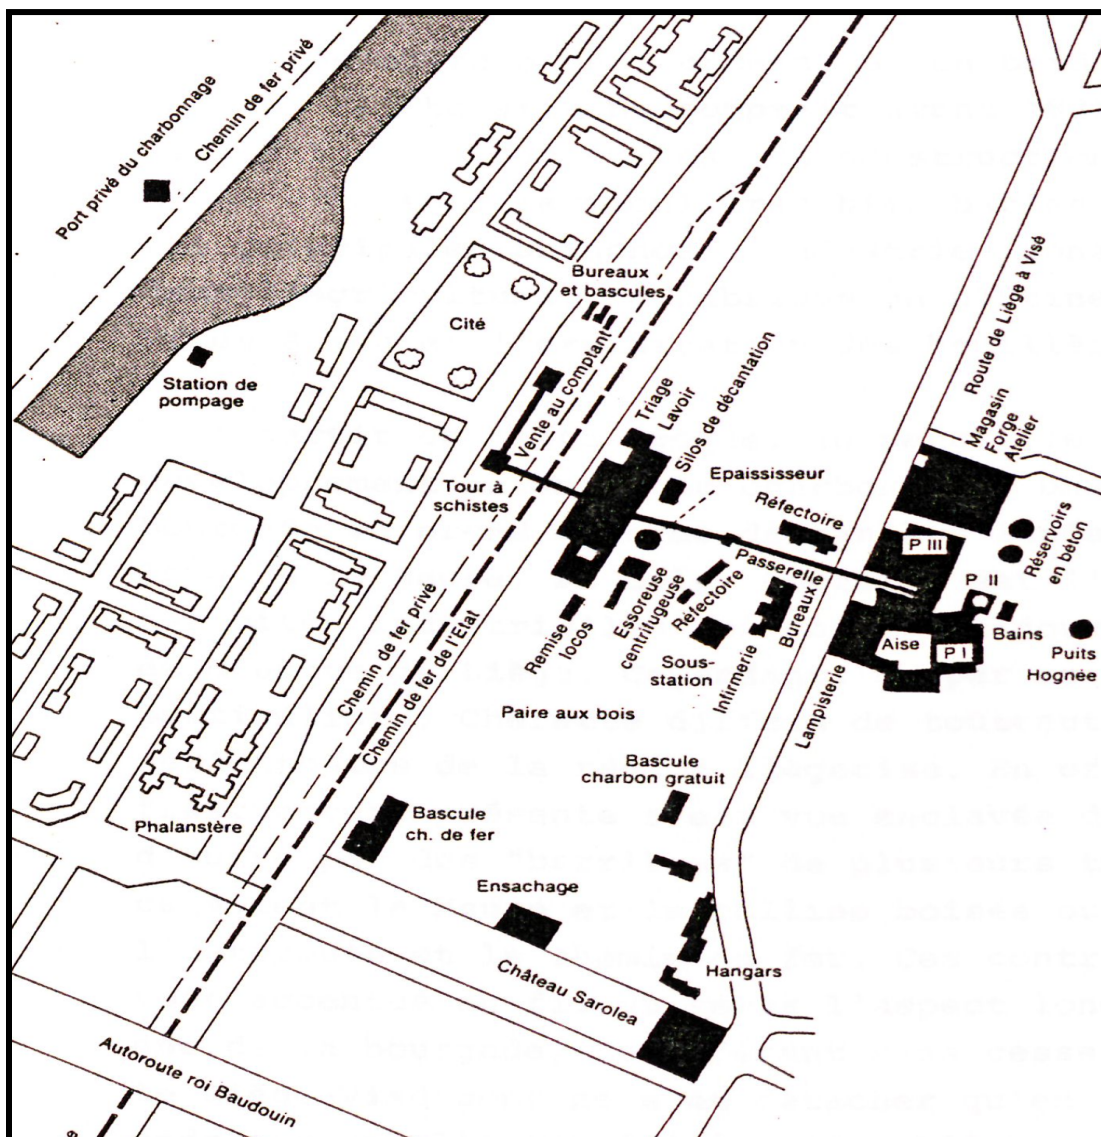 Port privé du charbonnage
Chemin de fer privé
Station de
pompage
Cité
Bureaux
et bascules
Vente au comptant
Tour à
schistes
Triage
Lavoir
Silos de décantation
Epaississeur
Réfectoire
Passerelle
Route de Liège à Visé
Magasin
Forge
Atelier
P III
Réservoirs
en béton
P II
Bains
Puits
Hognée
Aise
P I
Lampisterie
Bureaux
Infirmerie
Réfectoire
Essoreuse
centrifugeuse
Remise
locos
Sous-
station
Paire aux bois
Chemin de fer privé
Chemin de fer de l'Etat
Phalanstère
Bascule
ch. de fer
Bascule
charbon gratuit
Ensachage
Hangars
Château Sarolea
Autoroute roi Baudouin